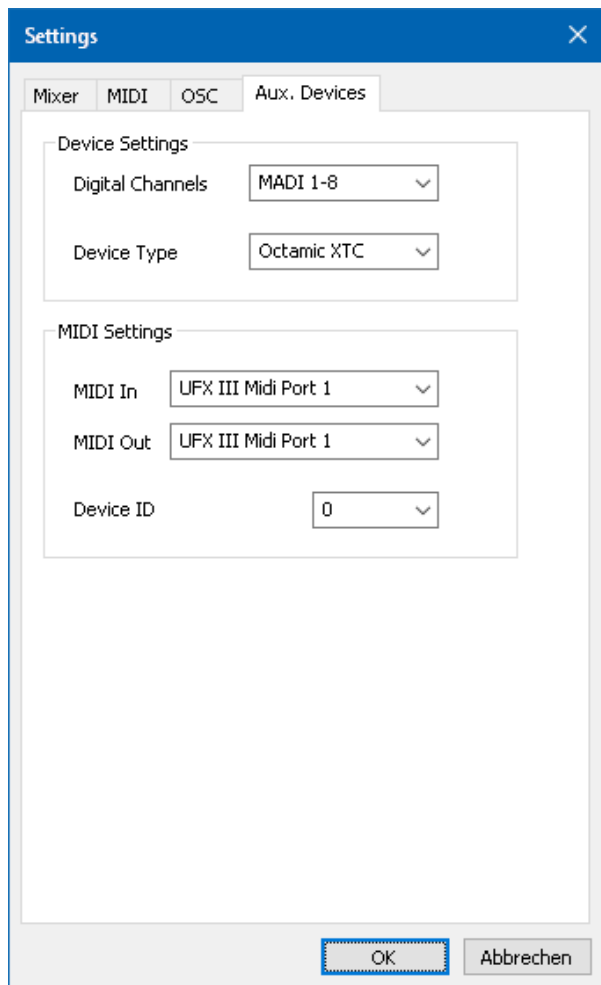 Settings
Mixer MIDI OSC Aux. Devices
Device Settings
Digital Channels MADI 1-8
Device Type Octamic XTC
MIDI Settings
MIDI In UFX III Midi Port 1
MIDI Out UFX III Midi Port 1
Device ID 0
OK Abbrechen